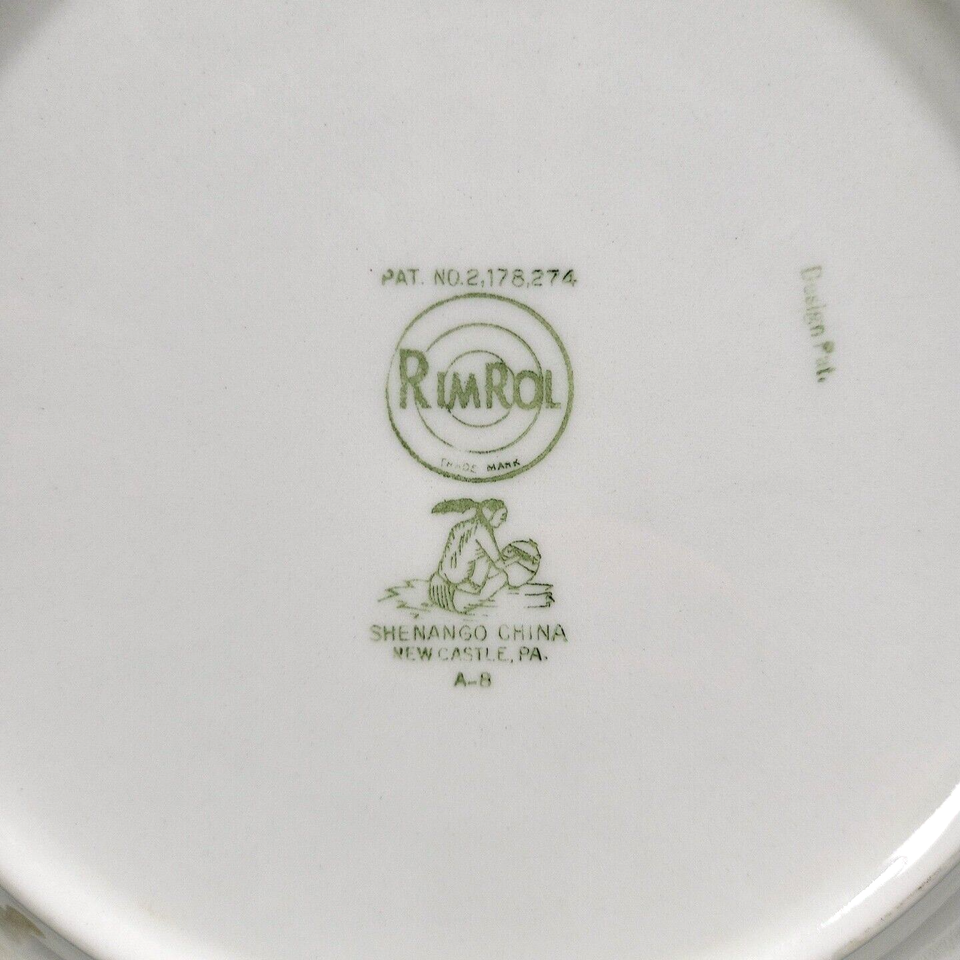 PAT. NO. 2,178,274
RIMROL
TRADE MARK
SHENANGO CHINA
NEW CASTLE, PA.
A-8
Design Pat.